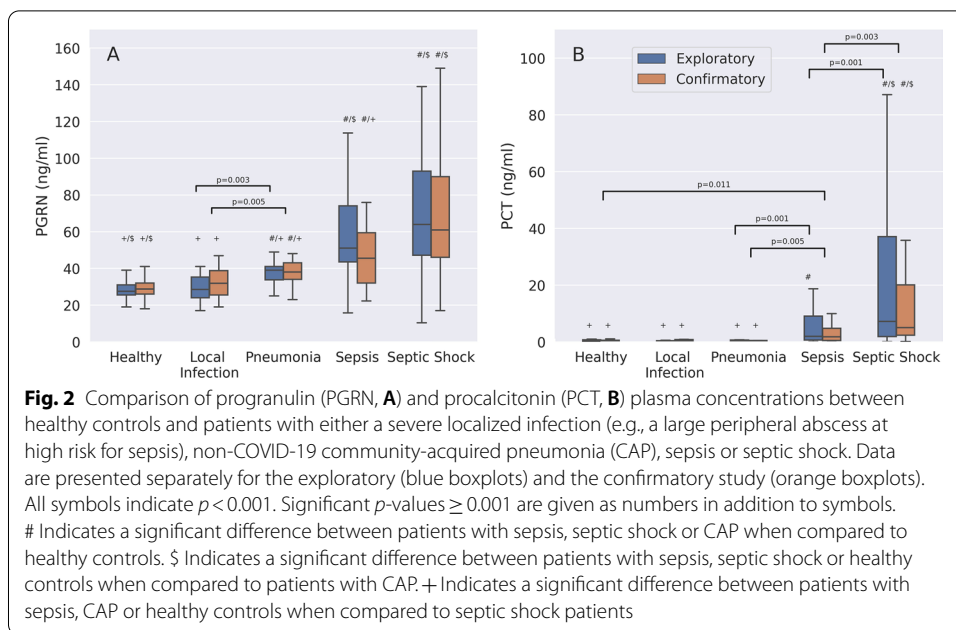 A
160
140
120
100
80
60
40
20
0
PGRN (ng/ml)
#/$ #/$
#/$ #/+
p=0.003
p=0.005
+/$ +/$ + + #/+ #/+
Healthy Local Pneumonia Sepsis Septic Shock
Infection
B
100
80
60
40
20
0
PCT (ng/ml)
Exploratory
Confirmatory
p=0.003
p=0.001
#/$ #/$
p=0.011
p=0.001
p=0.005
#
+ + + + + +
Healthy Local Pneumonia Sepsis Septic Shock
Infection
Fig. 2 Comparison of progranulin (PGRN, A) and procalcitonin (PCT, B) plasma concentrations between
healthy controls and patients with either a severe localized infection (e.g., a large peripheral abscess at
high risk for sepsis), non-COVID-19 community-acquired pneumonia (CAP), sepsis or septic shock. Data
are presented separately for the exploratory (blue boxplots) and the confirmatory study (orange boxplots).
All symbols indicate p < 0.001. Significant p-values ≥ 0.001 are given as numbers in addition to symbols.
# Indicates a significant difference between patients with sepsis, septic shock or CAP when compared to
healthy controls. $ Indicates a significant difference between patients with sepsis, septic shock or healthy
controls when compared to patients with CAP. + Indicates a significant difference between patients with
sepsis, CAP or healthy controls when compared to septic shock patients